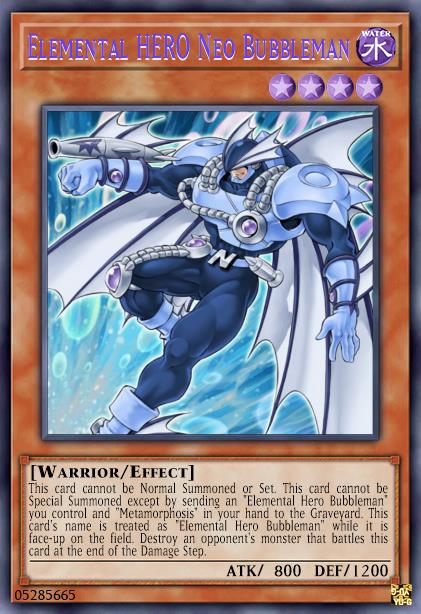 Elemental HERO Neo Bubbleman
WATER
水
N
[Warrior/Effect]
This card cannot be Normal Summoned or Set. This card cannot be
Special Summoned except by sending an "Elemental Hero Bubbleman"
you control and "Metamorphosis" in your hand to the Graveyard. This
card's name is treated as "Elemental Hero Bubbleman" while it is
face-up on the field. Destroy an opponent's monster that battles this
card at the end of the Damage Step.
ATK/ 800 DEF/1200
05285665